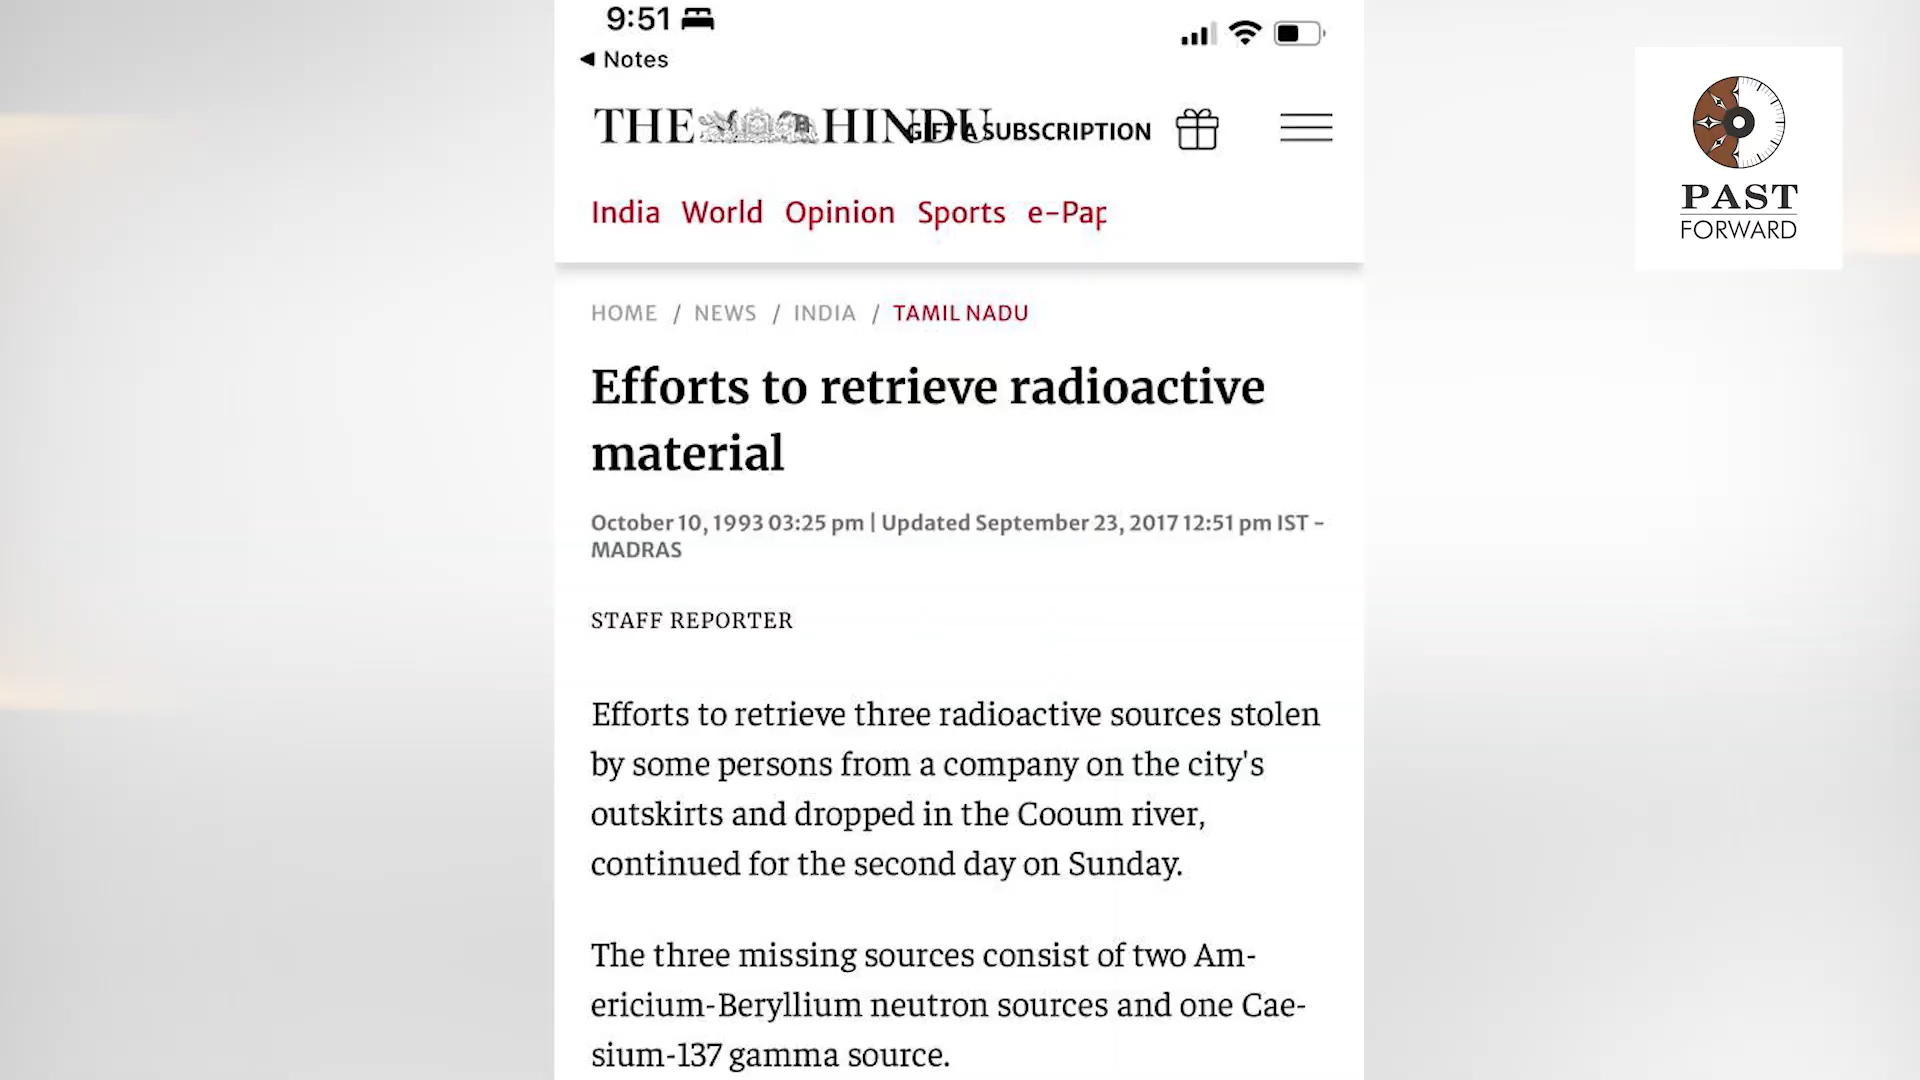 9:51
Notes
THE HINDU
GIFT A SUBSCRIPTION
India World Opinion Sports e-Pap
HOME / NEWS / INDIA / TAMIL NADU
Efforts to retrieve radioactive
material
October 10, 1993 03:25 pm | Updated September 23, 2017 12:51 pm IST -
MADRAS
STAFF REPORTER
Efforts to retrieve three radioactive sources stolen
by some persons from a company on the city's
outskirts and dropped in the Cooum river,
continued for the second day on Sunday.
The three missing sources consist of two Am-
ericium-Beryllium neutron sources and one Cae-
sium-137 gamma source.
PAST
FORWARD